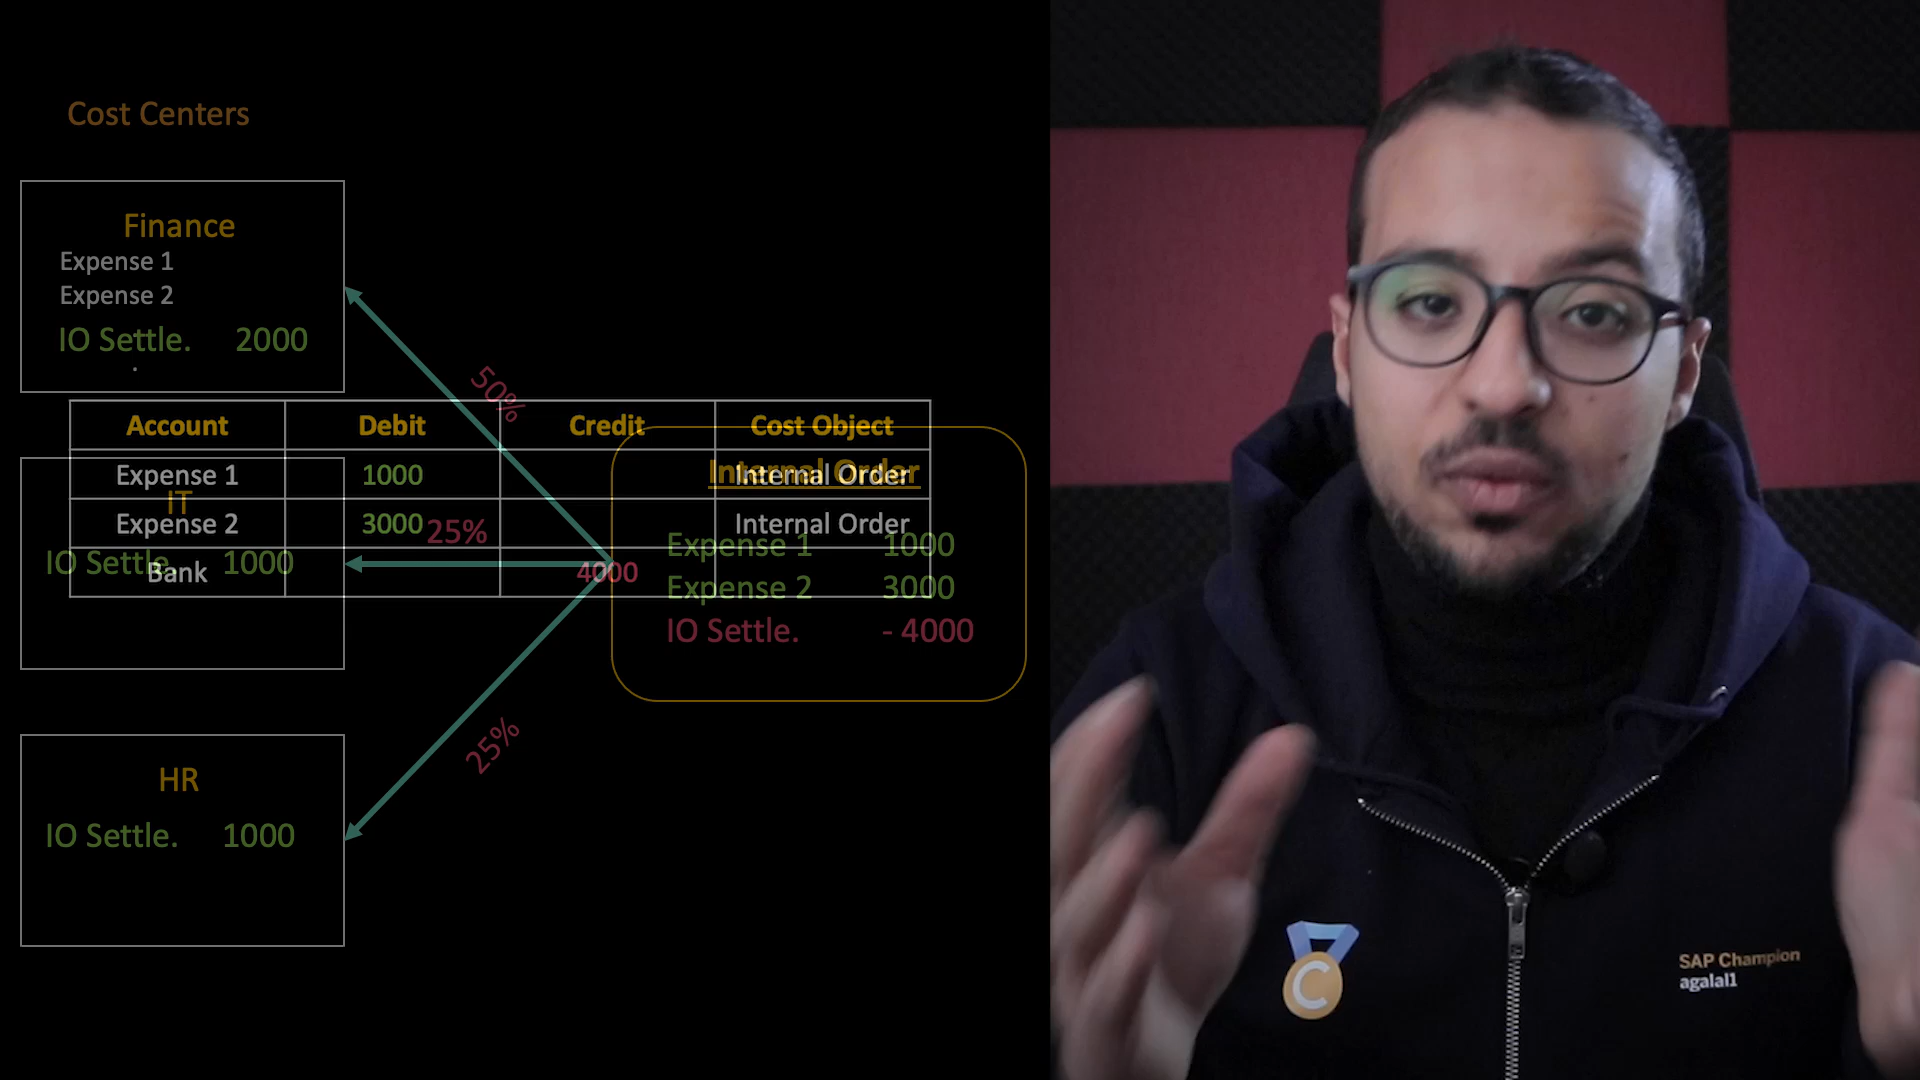 Cost Centers
Finance
Expense 1
Expense 2
IO Settle. 2000
50%
Account Debit Credit Cost Object
Expense 1 1000 Internal Order
Expense 2 3000 Internal Order
Bank 4000
IT
IO Settle. 1000
25%
Internal Order
Expense 1 1000
Expense 2 3000
IO Settle. - 4000
25%
HR
IO Settle. 1000
C
SAP Champion
agalal1